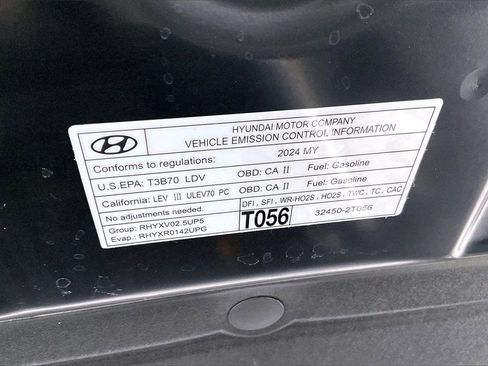 HYUNDAI MOTOR COMPANY
VEHICLE EMISSION CONTROL INFORMATION
Conforms to regulations: 2024 MY
U.S.EPA: T3B70 LDV OBD: CA II Fuel: Gasoline
California: LEV III ULEV70 PC OBD: CA II Fuel: Gasoline
No adjustments needed. DFI, SFI, WR-HO2S, HO2S, TWC, TC, CAC
Group: RHYXV02.5UP5 T056 32450-2T056
Evap.: RHYXR0142UPG